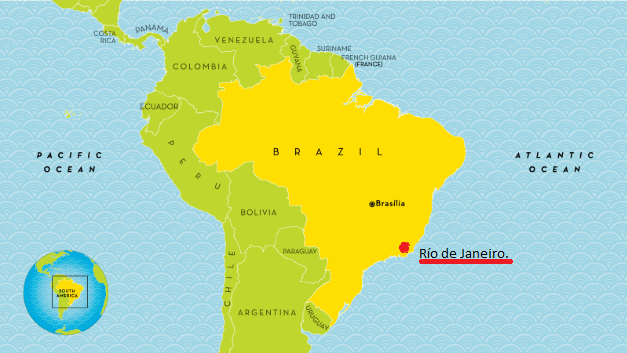 TRINIDAD AND
TOBAGO
COSTA
RICA
PANAMA
VENEZUELA
GUYANA
SURINAME
FRENCH GUIANA
(FRANCE)
COLOMBIA
ECUADOR
PERU
BRAZIL
PACIFIC
OCEAN
ATLANTIC
OCEAN
Brasília
BOLIVIA
PARAGUAY
Río de Janeiro.
CHILE
SOUTH
AMERICA
ARGENTINA
URUGUAY